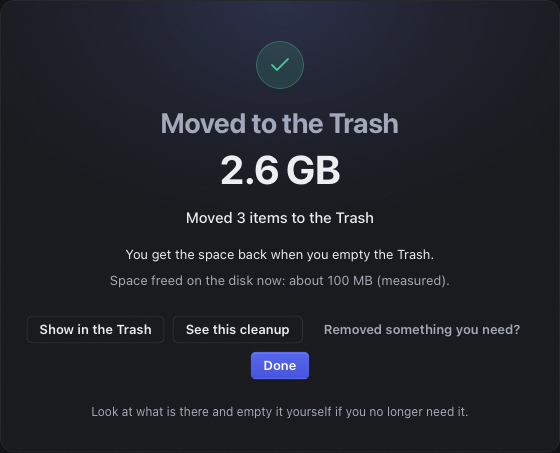 Moved to the Trash
2.6 GB
Moved 3 items to the Trash
You get the space back when you empty the Trash.
Space freed on the disk now: about 100 MB (measured).
Show in the Trash See this cleanup Removed something you need?
Done
Look at what is there and empty it yourself if you no longer need it.